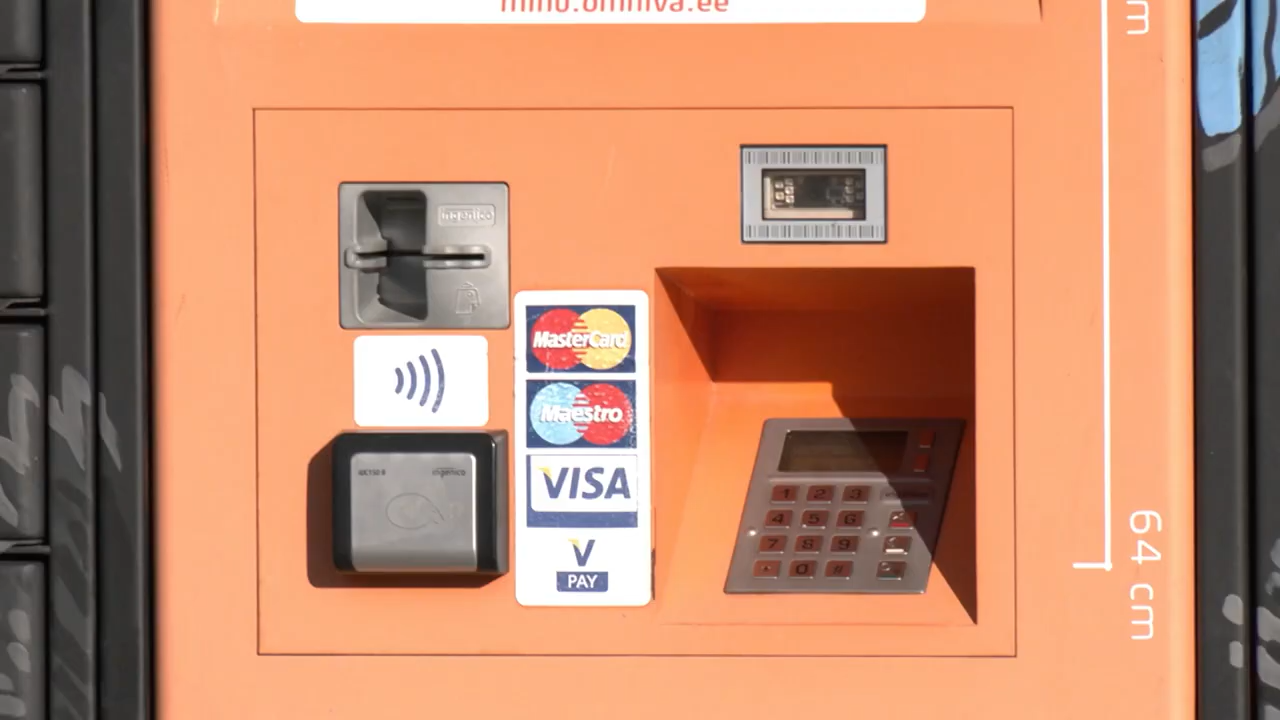 minu.omniva.ee
m
ingenico
MasterCard
Maestro
VISA
V
PAY
iUC150B
ingenico
1 2 3
4 5 6
7 8 9
* 0 #
64 cm